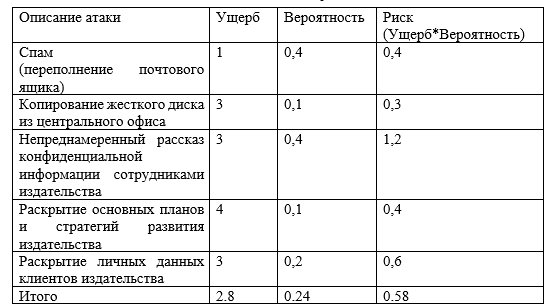 Описание атаки Ущерб Вероятность Риск
(Ущерб*Вероятность)
Спам 1 0,4 0,4
(переполнение почтового
ящика)
Копирование жесткого диска 3 0,1 0,3
из центрального офиса
Непреднамеренный рассказ 3 0,4 1,2
конфиденциальной
информации сотрудниками
издательства
Раскрытие основных планов 4 0,1 0,4
и стратегий развития
издательства
Раскрытие личных данных 3 0,2 0,6
клиентов издательства
Итого 2.8 0.24 0.58